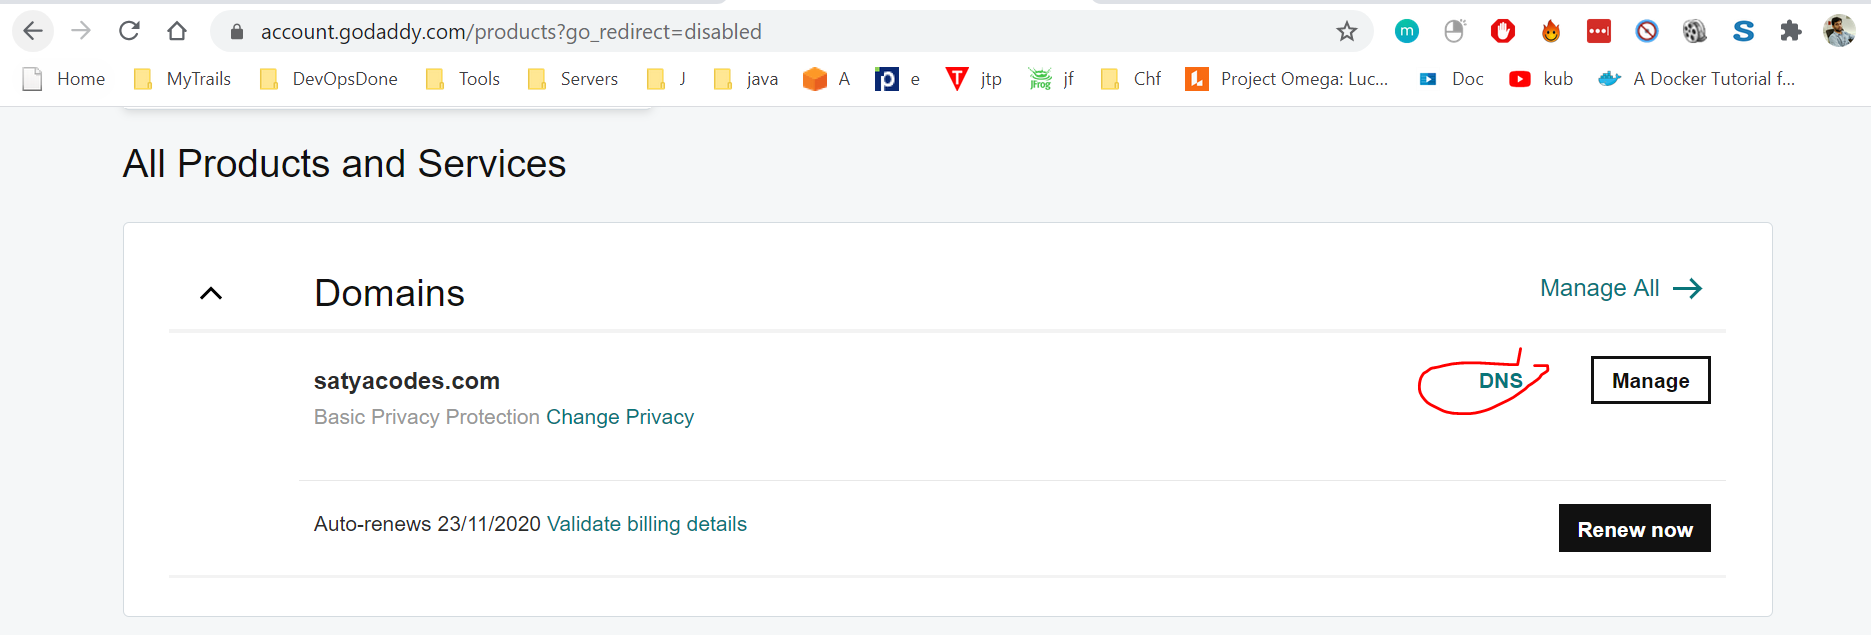 account.godaddy.com/products?go_redirect=disabled
m
S
Home MyTrails DevOpsDone Tools Servers J java A p e T jtp JFrog jf Chf Project Omega: Luc... Doc kub A Docker Tutorial f...
All Products and Services
Domains Manage All
satyacodes.com DNS Manage
Basic Privacy Protection Change Privacy
Auto-renews 23/11/2020 Validate billing details Renew now